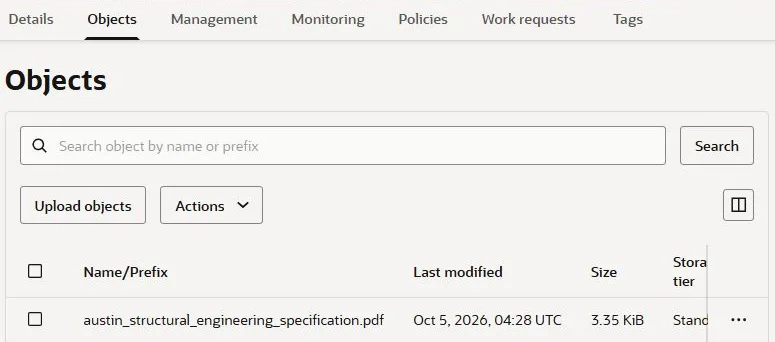 Details Objects Management Monitoring Policies Work requests Tags
Objects
Search object by name or prefix Search
Upload objects Actions
Name/Prefix Last modified Size Stora
tier
austin_structural_engineering_specification.pdf Oct 5, 2026, 04:28 UTC 3.35 KiB Stand